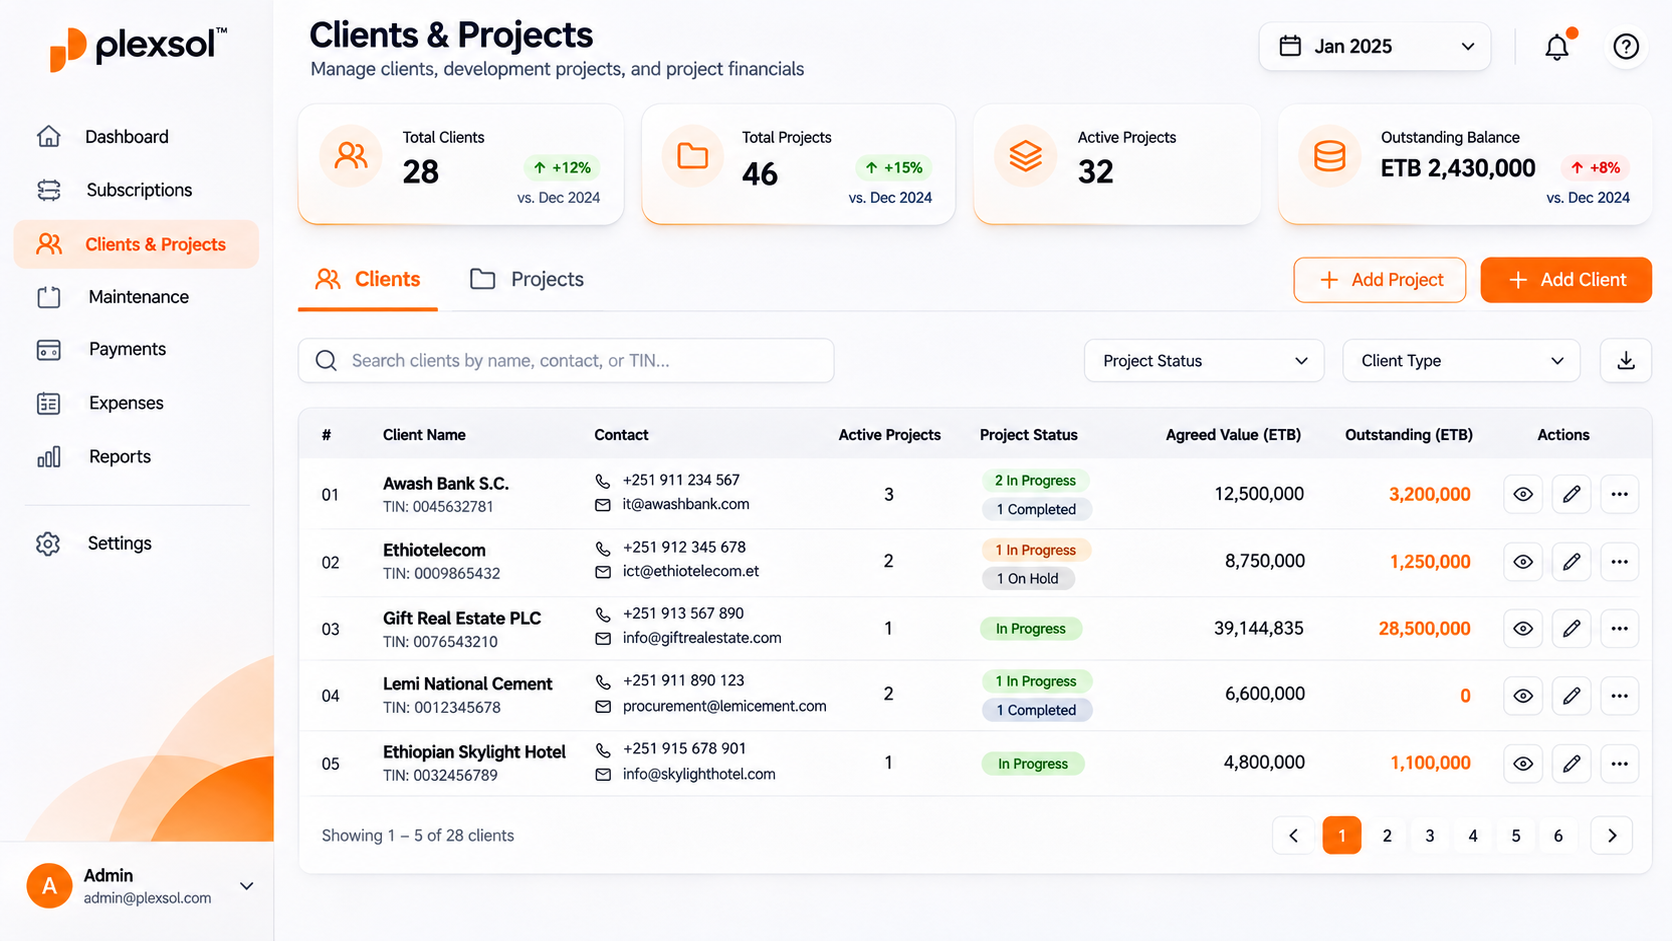 plexsol™
Dashboard
Subscriptions
Clients & Projects
Maintenance
Payments
Expenses
Reports
Settings
A
Admin
admin@plexsol.com
Clients & Projects
Manage clients, development projects, and project financials
Jan 2025
Total Clients
28
+12%
vs. Dec 2024
Total Projects
46
+15%
vs. Dec 2024
Active Projects
32
Outstanding Balance
ETB 2,430,000
+8%
vs. Dec 2024
Clients
Projects
+ Add Project
+ Add Client
Search clients by name, contact, or TIN...
Project Status
Client Type
# Client Name Contact Active Projects Project Status Agreed Value (ETB) Outstanding (ETB) Actions
01
Awash Bank S.C.
TIN: 0045632781
+251 911 234 567
it@awashbank.com
3
2 In Progress
1 Completed
12,500,000
3,200,000
02
Ethiotelecom
TIN: 0009865432
+251 912 345 678
ict@ethiotelecom.et
2
1 In Progress
1 On Hold
8,750,000
1,250,000
03
Gift Real Estate PLC
TIN: 0076543210
+251 913 567 890
info@giftrealestate.com
1
In Progress
39,144,835
28,500,000
04
Lemi National Cement
TIN: 0012345678
+251 911 890 123
procurement@lemicement.com
2
1 In Progress
1 Completed
6,600,000
0
05
Ethiopian Skylight Hotel
TIN: 0032456789
+251 915 678 901
info@skylighthotel.com
1
In Progress
4,800,000
1,100,000
Showing 1 – 5 of 28 clients
1 2 3 4 5 6